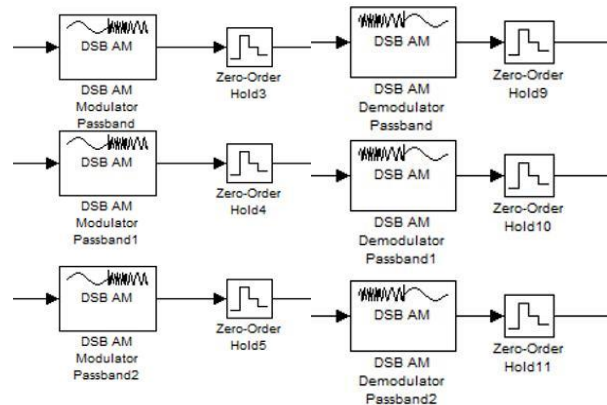 DSB AM
DSB AM
Modulator
Passband
Zero-Order
Hold3
DSB AM
DSB AM
Demodulator
Passband
Zero-Order
Hold9
DSB AM
DSB AM
Modulator
Passband1
Zero-Order
Hold4
DSB AM
DSB AM
Demodulator
Passband1
Zero-Order
Hold10
DSB AM
DSB AM
Modulator
Passband2
Zero-Order
Hold5
DSB AM
DSB AM
Demodulator
Passband2
Zero-Order
Hold11